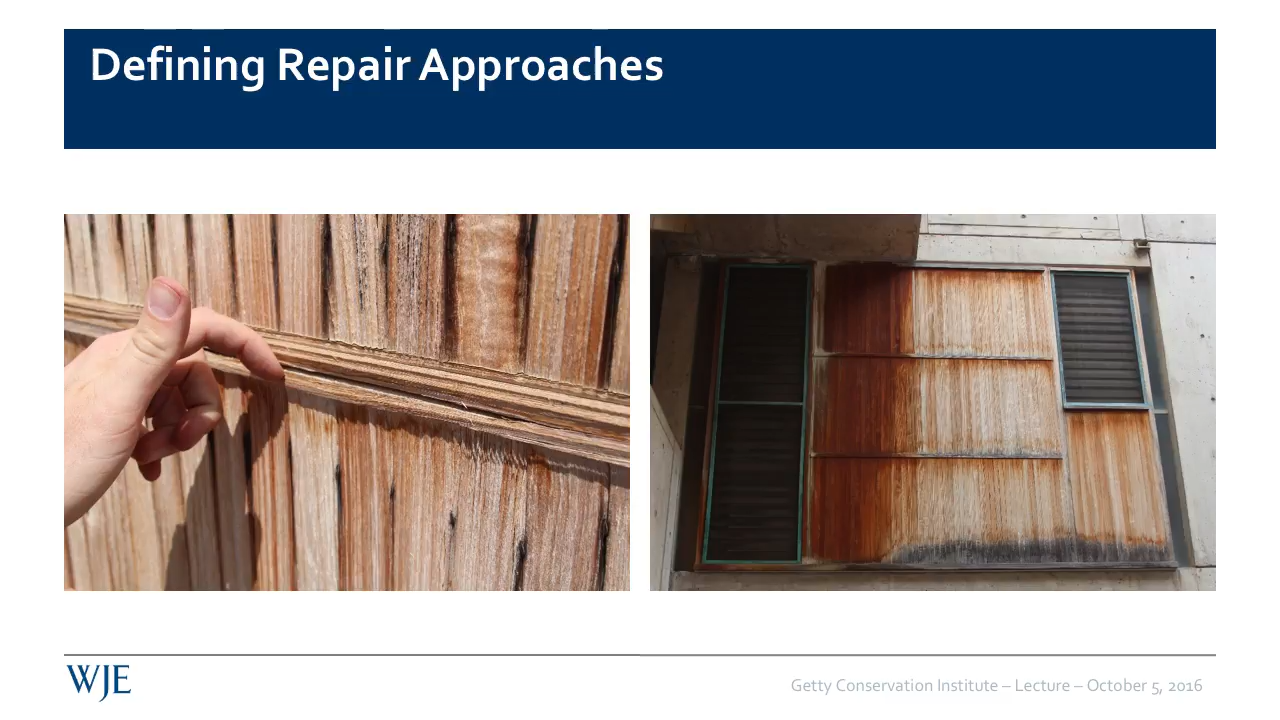 Defining Repair Approaches
WJE
Getty Conservation Institute – Lecture – October 5, 2016